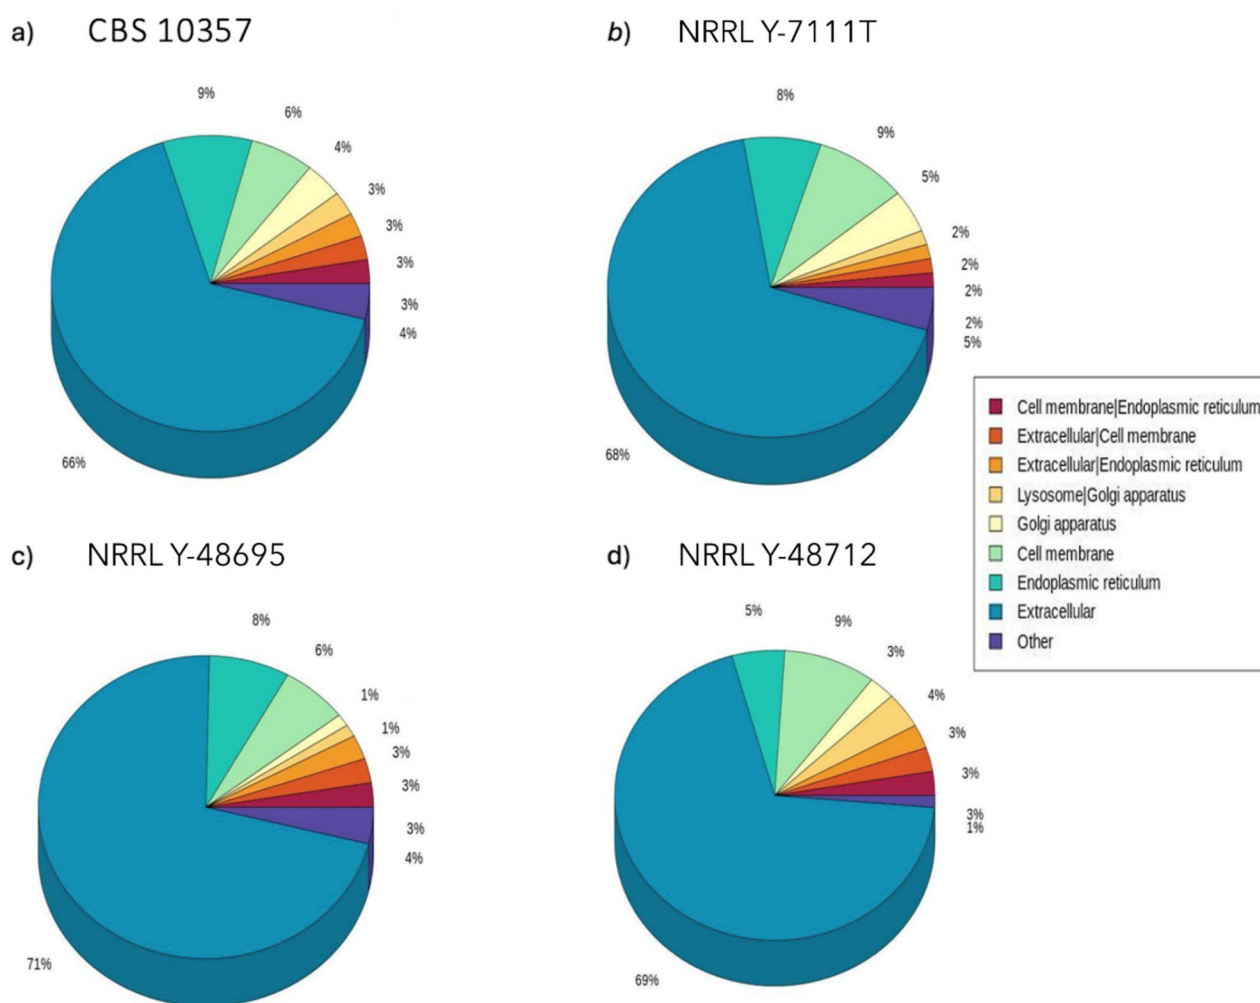 a) CBS 10357
9%
6%
4%
3%
3%
3%
3%
4%
66%
b) NRRL Y-7111T
8%
9%
5%
2%
2%
2%
2%
5%
68%
Cell membrane|Endoplasmic reticulum
Extracellular|Cell membrane
Extracellular|Endoplasmic reticulum
Lysosome|Golgi apparatus
Golgi apparatus
Cell membrane
Endoplasmic reticulum
Extracellular
Other
c) NRRL Y-48695
8%
6%
1%
1%
3%
3%
3%
4%
71%
d) NRRL Y-48712
5%
9%
3%
4%
3%
3%
3%
1%
69%